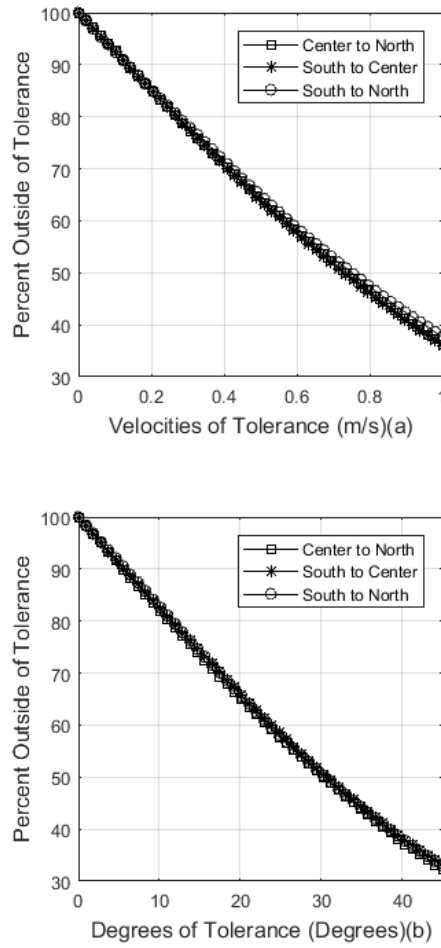 Percent Outside of Tolerance
100
90
80
70
60
50
40
30
Center to North
South to Center
South to North
0
0.2
0.4
0.6
0.8
1
Velocities of Tolerance (m/s)(a)
Percent Outside of Tolerance
100
90
80
70
60
50
40
30
Center to North
South to Center
South to North
0
10
20
30
40
Degrees of Tolerance (Degrees)(b)